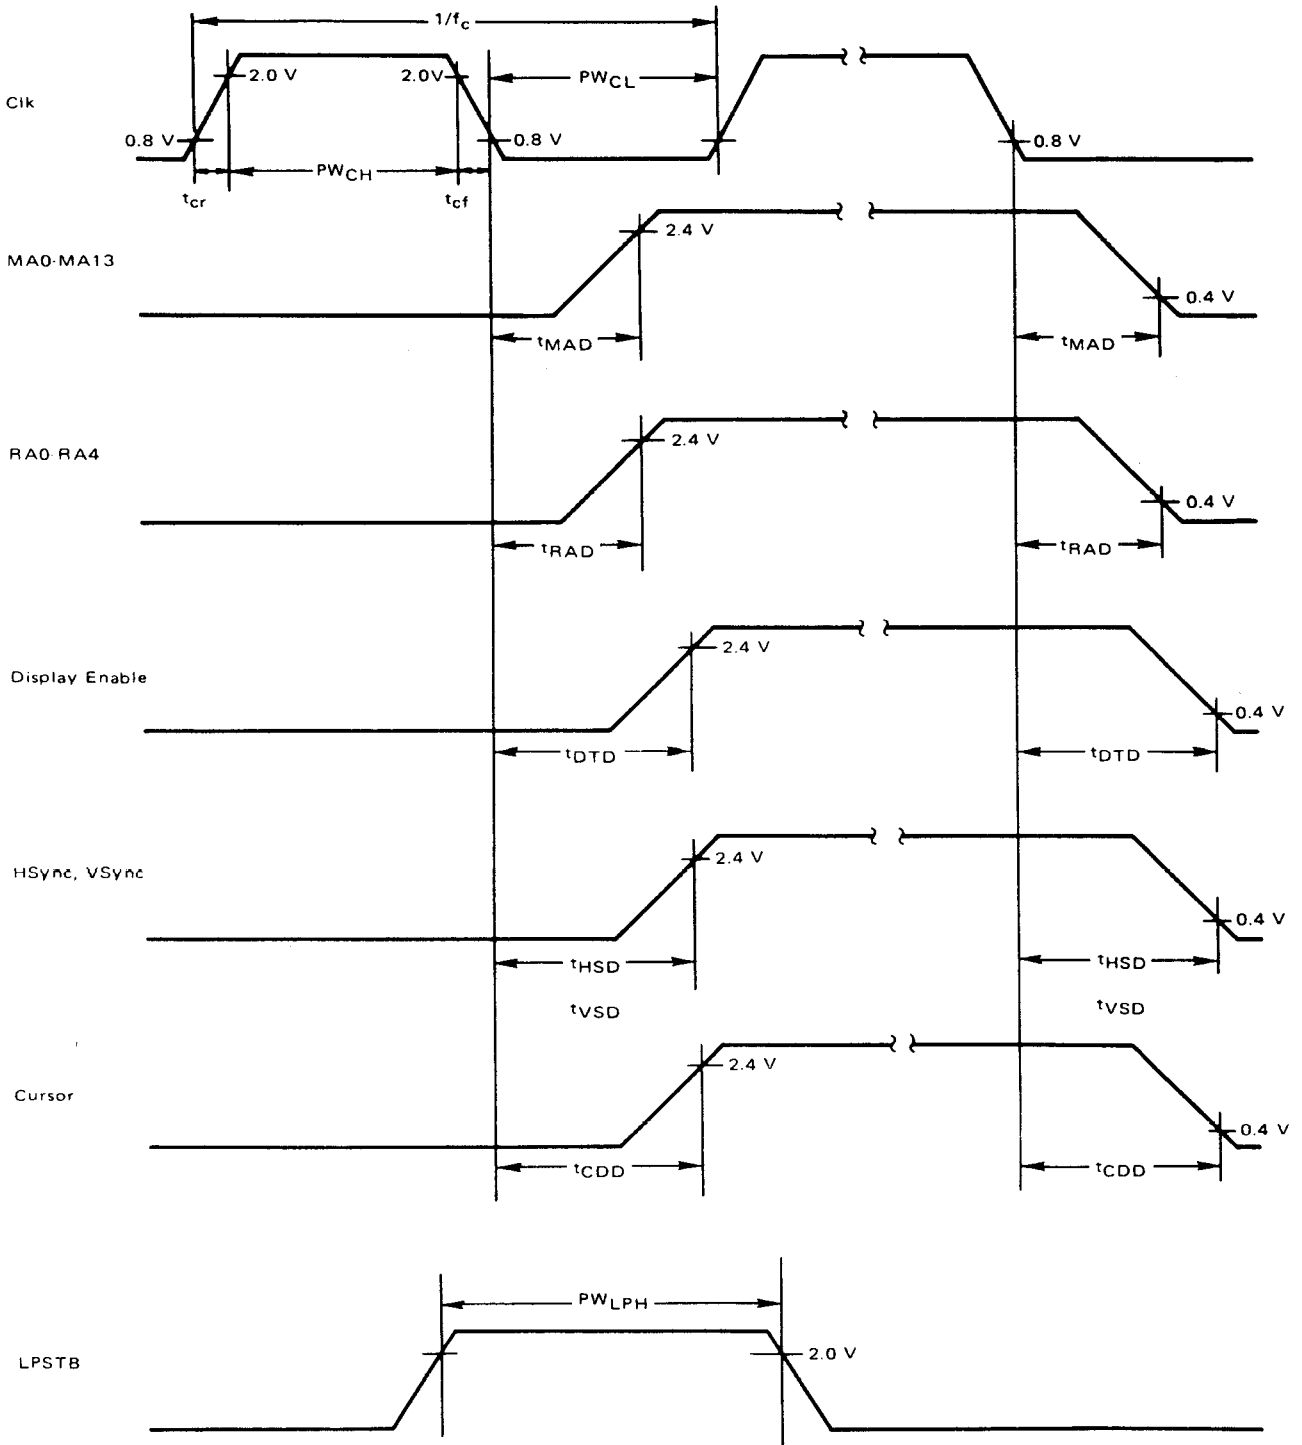 1/fc
2.0 V
2.0V
PWCL
Clk
0.8 V
0.8 V
0.8 V
PWCH
tcr
tcf
2.4 V
MA0-MA13
0.4 V
tMAD
tMAD
2.4 V
RA0-RA4
0.4 V
tRAD
tRAD
2.4 V
Display Enable
0.4 V
tDTD
tDTD
2.4 V
HSync, VSync
0.4 V
tHSD
tHSD
tVSD
tVSD
2.4 V
Cursor
0.4 V
tCDD
tCDD
PWLPH
LPSTB
2.0 V